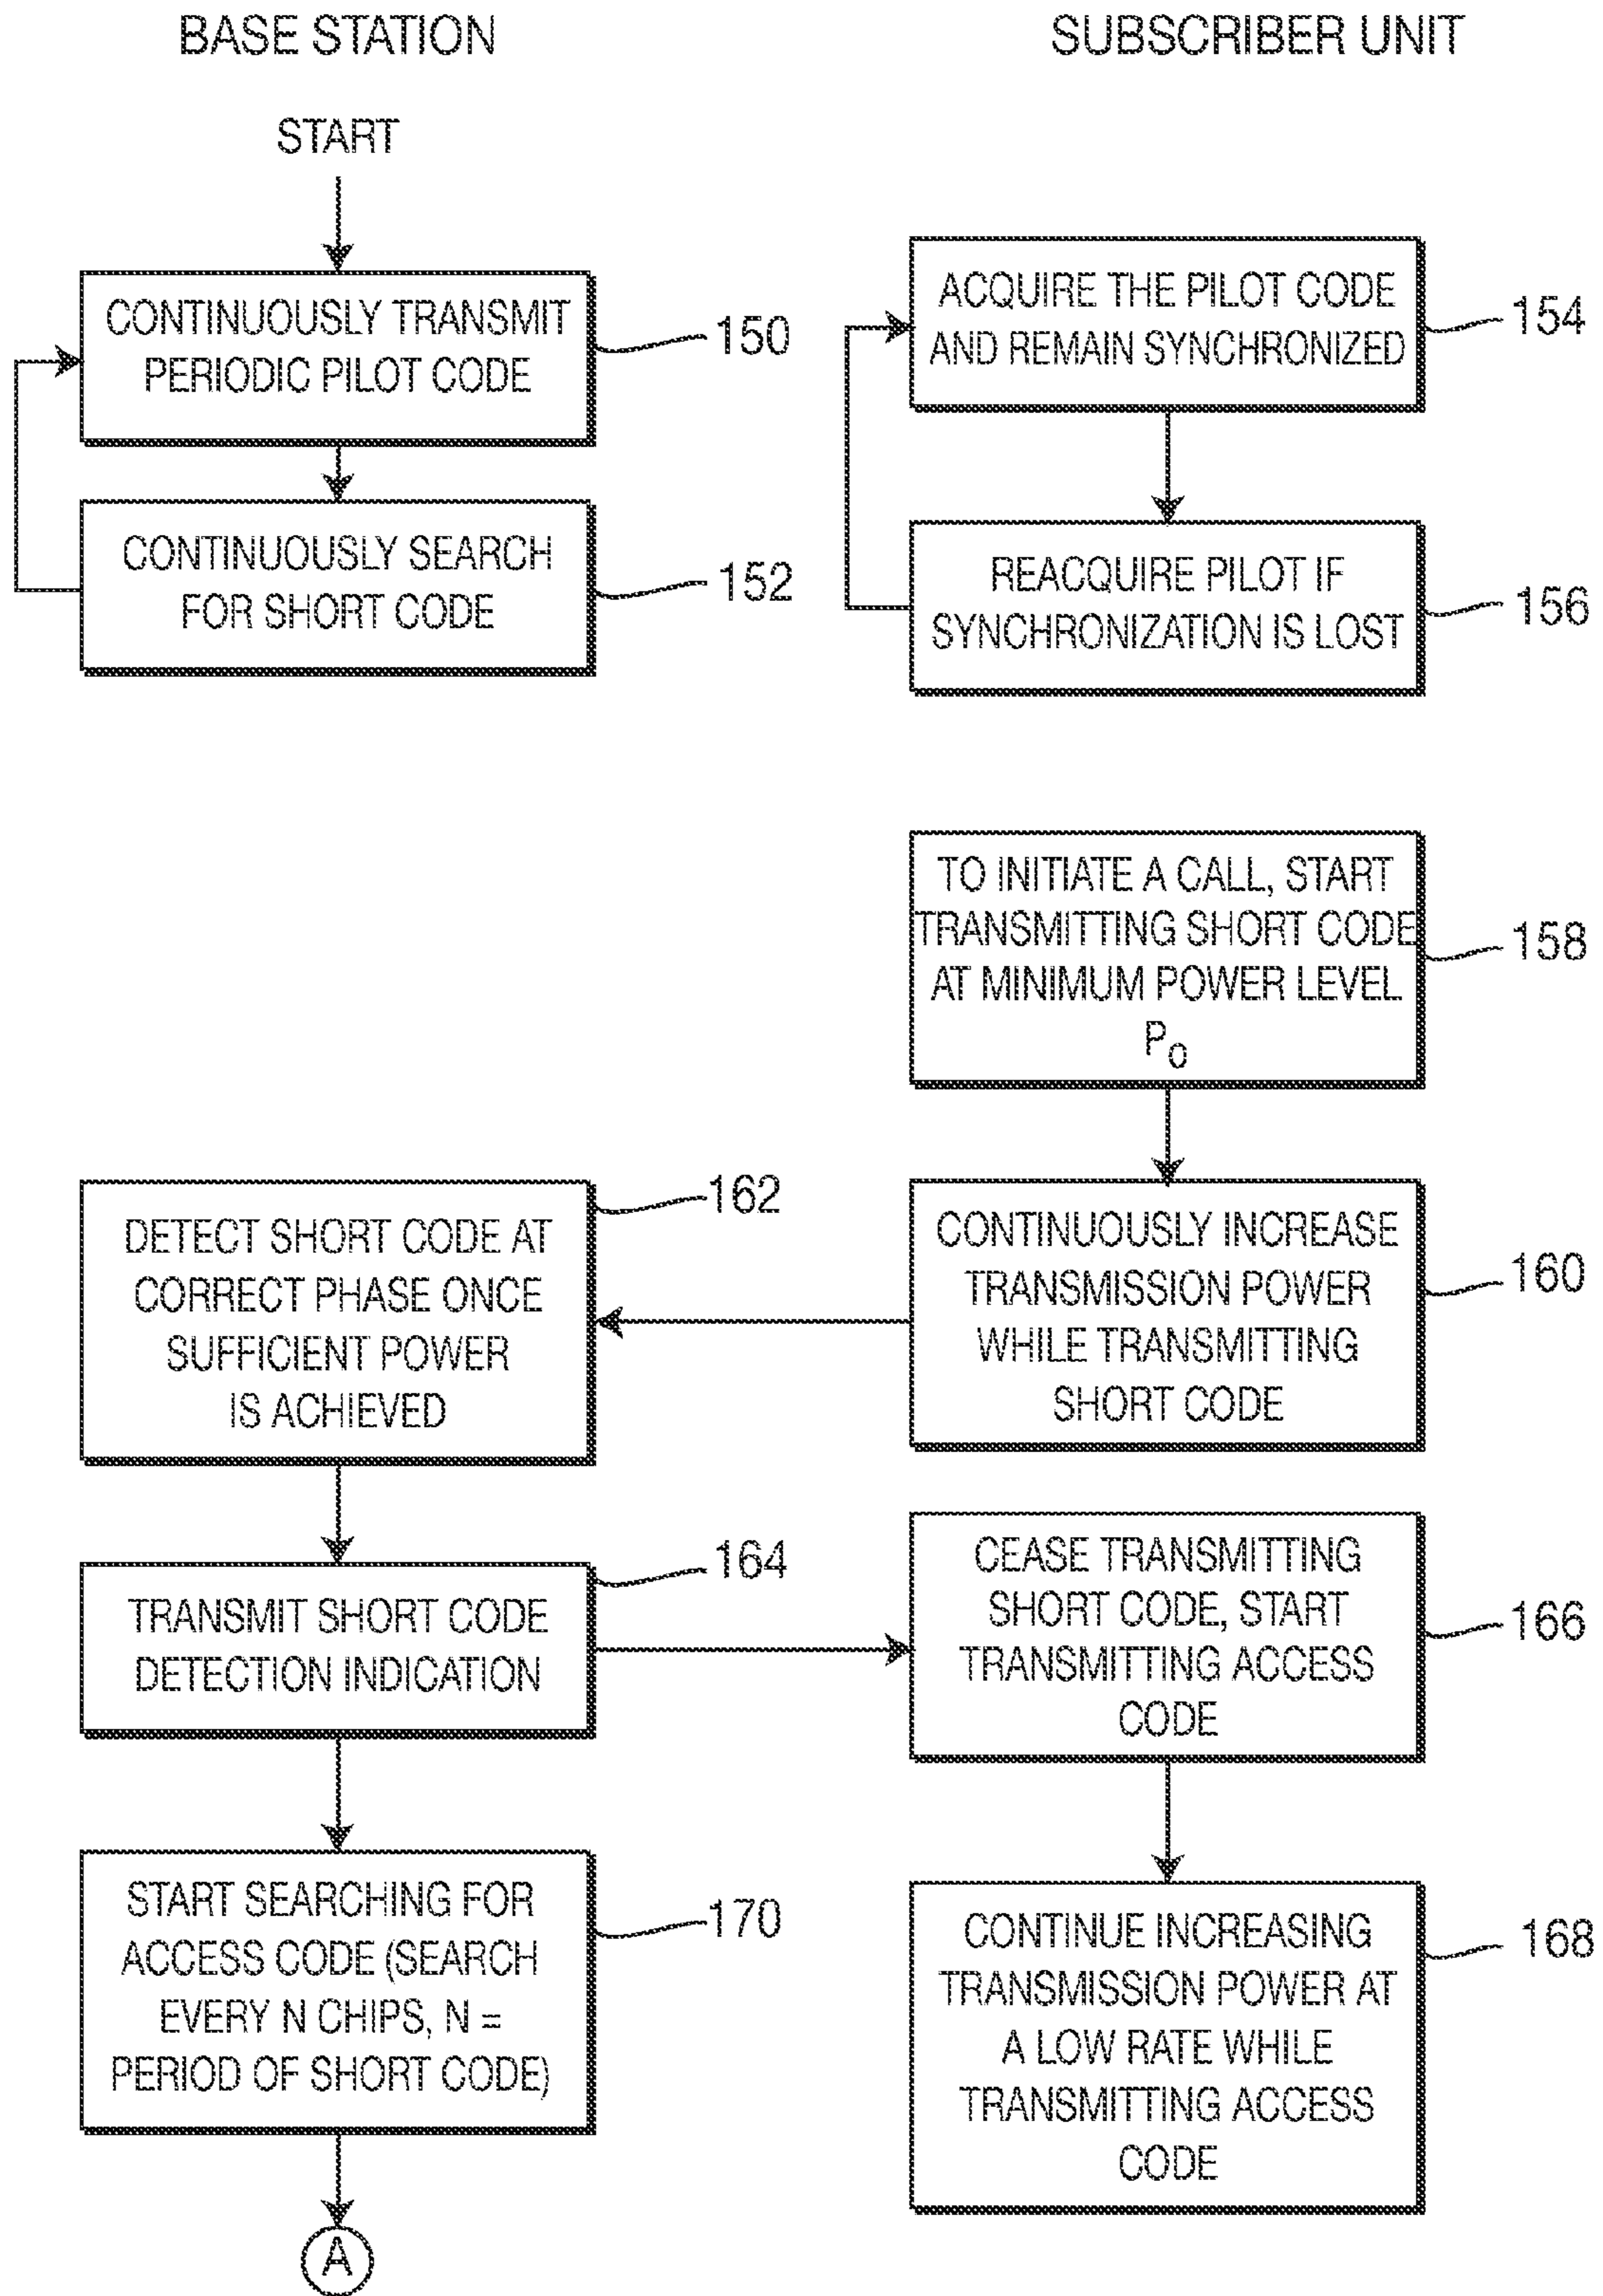 BASE STATION
SUBSCRIBER UNIT
START
CONTINUOUSLY TRANSMIT
PERIODIC PILOT CODE
150
ACQUIRE THE PILOT CODE
AND REMAIN SYNCHRONIZED
154
CONTINUOUSLY SEARCH
FOR SHORT CODE
152
REACQUIRE PILOT IF
SYNCHRONIZATION IS LOST
156
TO INITIATE A CALL, START
TRANSMITTING SHORT CODE
AT MINIMUM POWER LEVEL
P0
158
162
DETECT SHORT CODE AT
CORRECT PHASE ONCE
SUFFICIENT POWER
IS ACHIEVED
CONTINUOUSLY INCREASE
TRANSMISSION POWER
WHILE TRANSMITTING
SHORT CODE
160
164
TRANSMIT SHORT CODE
DETECTION INDICATION
CEASE TRANSMITTING
SHORT CODE, START
TRANSMITTING ACCESS
CODE
166
START SEARCHING FOR
ACCESS CODE (SEARCH
EVERY N CHIPS, N =
PERIOD OF SHORT CODE)
170
CONTINUE INCREASING
TRANSMISSION POWER AT
A LOW RATE WHILE
TRANSMITTING ACCESS
CODE
168
A